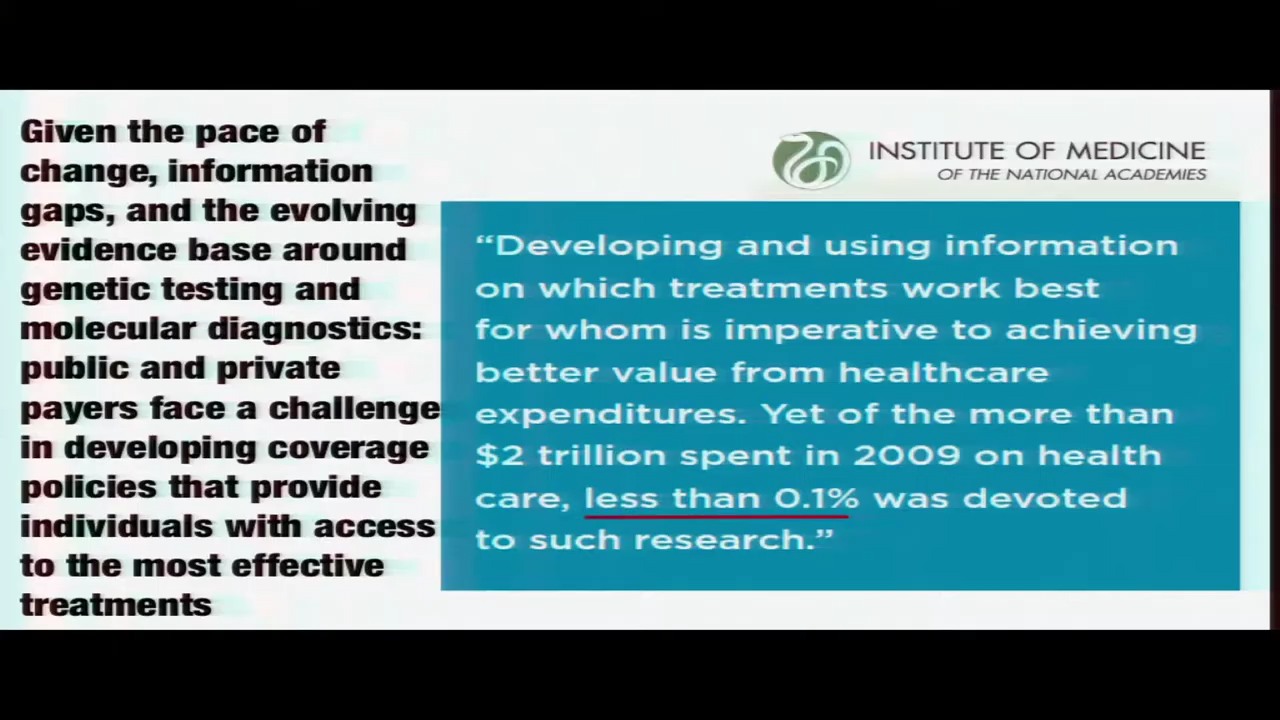 Given the pace of
change, information
gaps, and the evolving
evidence base around
genetic testing and
molecular diagnostics:
public and private
payers face a challenge
in developing coverage
policies that provide
individuals with access
to the most effective
treatments
INSTITUTE OF MEDICINE
OF THE NATIONAL ACADEMIES
“Developing and using information
on which treatments work best
for whom is imperative to achieving
better value from healthcare
expenditures. Yet of the more than
$2 trillion spent in 2009 on health
care, less than 0.1% was devoted
to such research.”